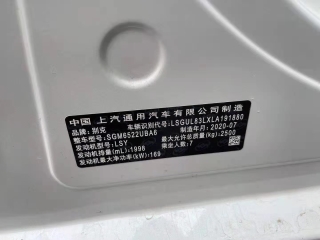 中国 上汽通用汽车有限公司制造
品牌：别克 车辆识别代号：LSGUL83LXLA191880
整车型号：SGM6522UBA6 制造年月：2020-07
发动机型号：LSY 最大允许总质量(kg)：2500
发动机排量(mL)：1998 乘坐人数：7
发动机最大净功率(kW)：169